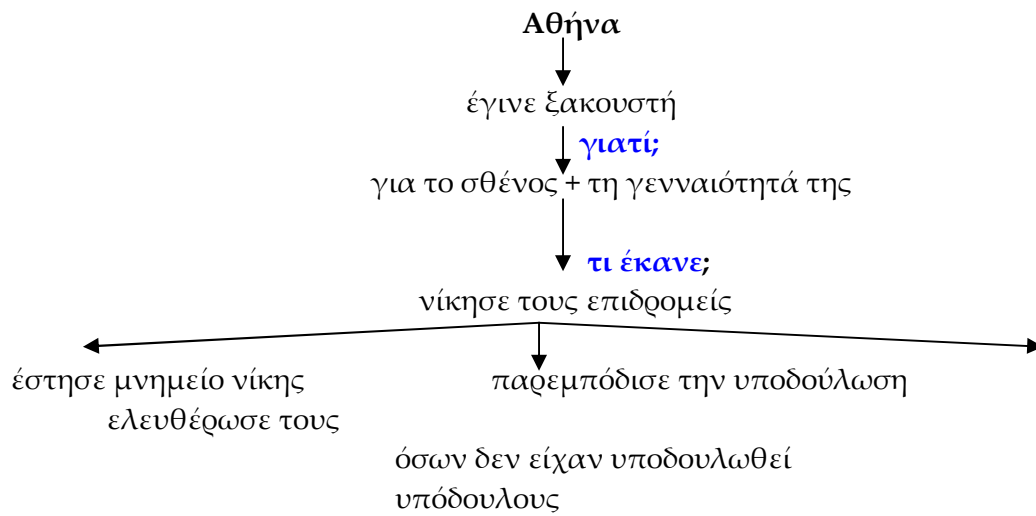 Αθήνα
έγινε ξακουστή
γιατί;
για το σθένος + τη γενναιότητά της
τι έκανε;
νίκησε τους επιδρομείς
έστησε μνημείο νίκης παρεμπόδισε την υποδούλωση
ελευθέρωσε τους
όσων δεν είχαν υποδουλωθεί
υπόδουλους